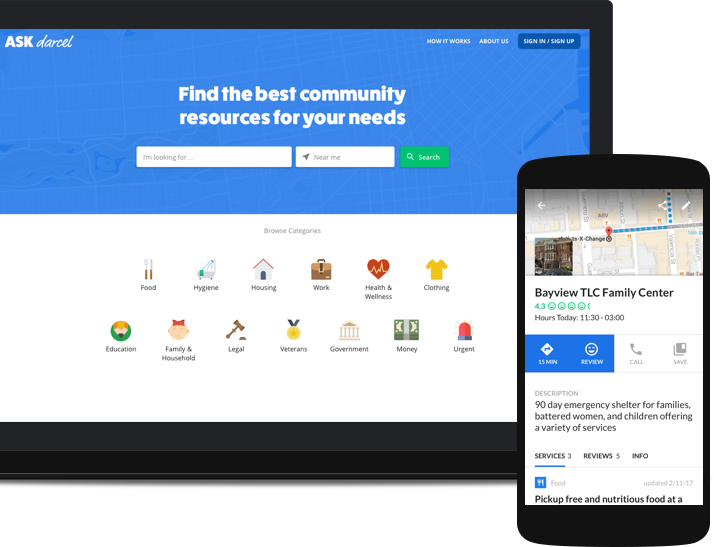 ASK darcel
HOW IT WORKS
ABOUT US
SIGN IN / SIGN UP
Find the best community
resources for your needs
I'm looking for...
Near me
Search
Browse Categories
Food
Hygiene
Housing
Work
Health &
Wellness
Clothing
Education
Family &
Household
Legal
Veterans
Government
Money
Urgent
Bayview TLC Family Center
4.3
Hours Today: 11:30 - 03:00
15 MIN
REVIEW
CALL
SAVE
DESCRIPTION
90 day emergency shelter for families,
battered women, and children offering
a variety of services
SERVICES 3
REVIEWS 5
INFO
Food
updated 2/11/17
Pickup free and nutritious food at a